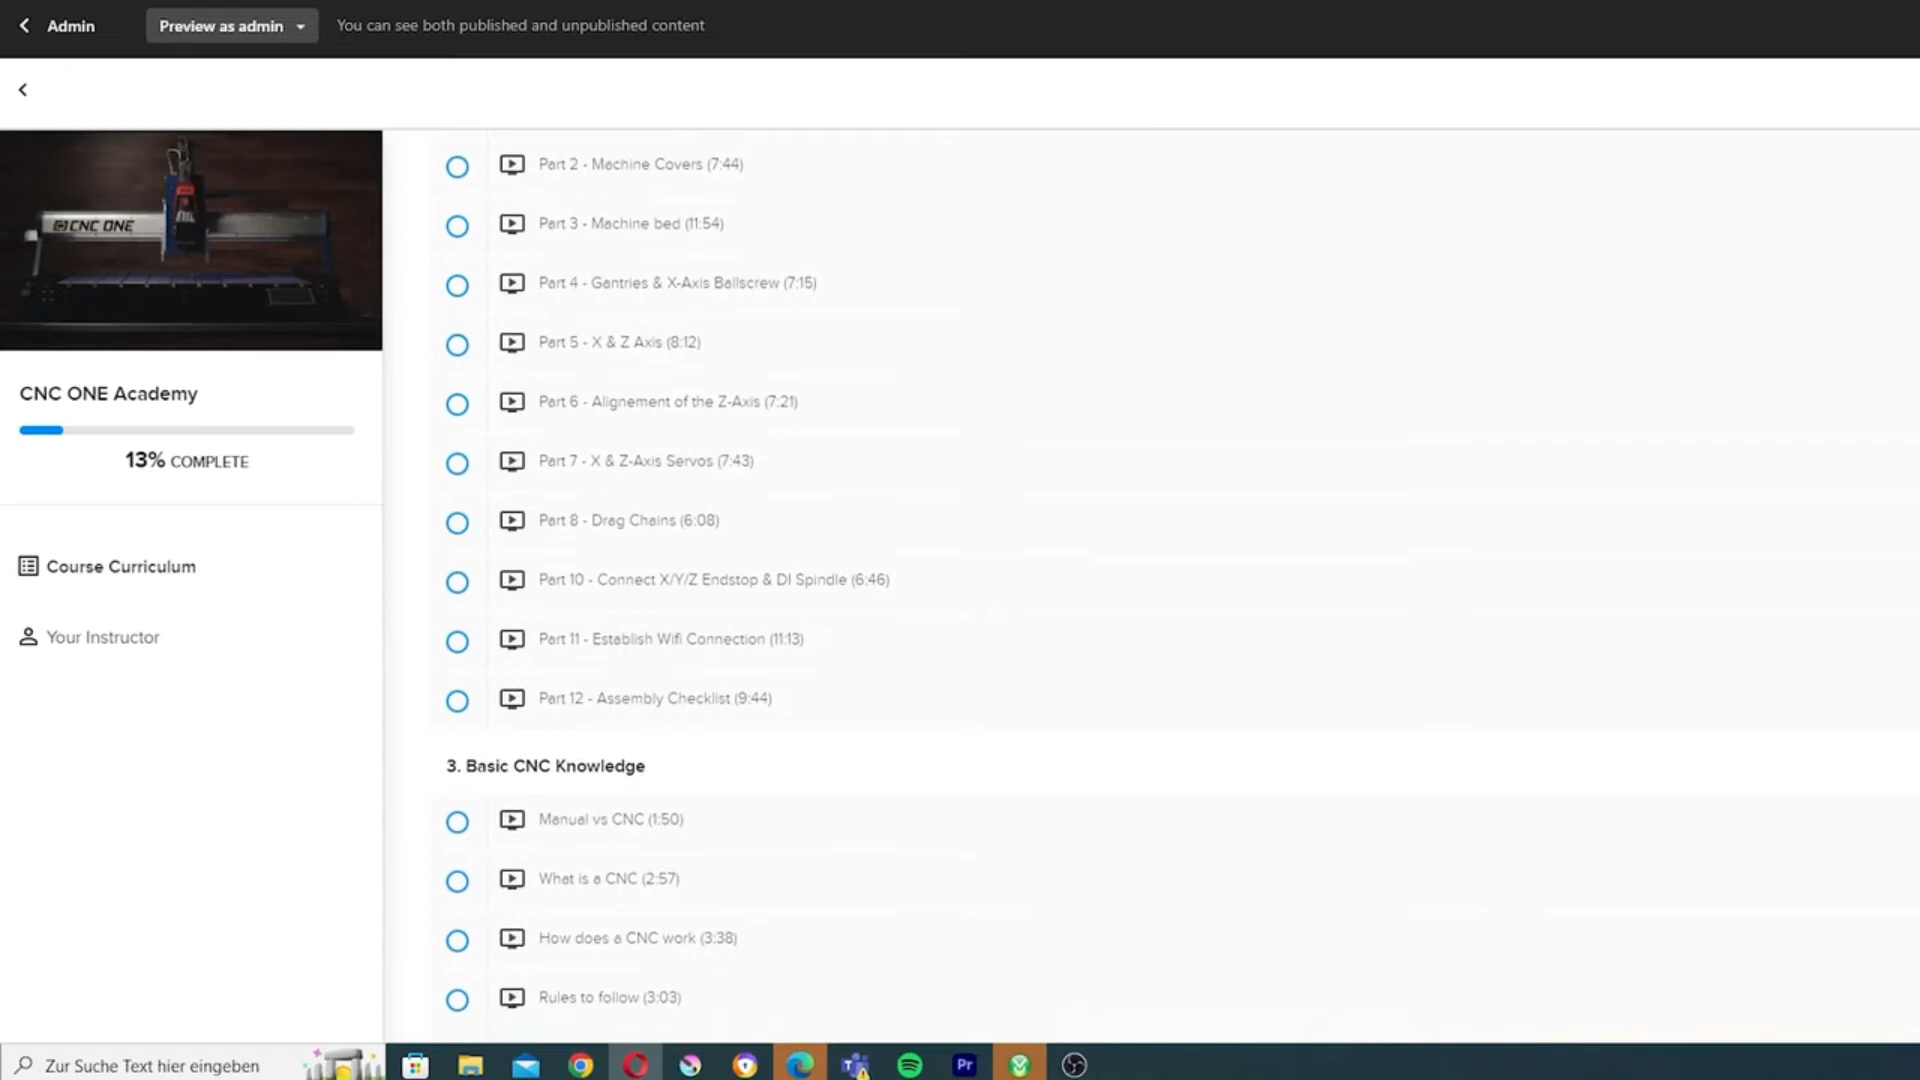 Admin
Preview as admin
You can see both published and unpublished content
CNC ONE
CNC ONE Academy
13% COMPLETE
Course Curriculum
Your Instructor
Part 2 - Machine Covers (7:44)
Part 3 - Machine bed (11:54)
Part 4 - Gantries & X-Axis Ballscrew (7:15)
Part 5 - X & Z Axis (8:12)
Part 6 - Alignement of the Z-Axis (7:21)
Part 7 - X & Z-Axis Servos (7:43)
Part 8 - Drag Chains (6:08)
Part 10 - Connect X/Y/Z Endstop & DI Spindle (6:46)
Part 11 - Establish Wifi Connection (11:13)
Part 12 - Assembly Checklist (9:44)
3. Basic CNC Knowledge
Manual vs CNC (1:50)
What is a CNC (2:57)
How does a CNC work (3:38)
Rules to follow (3:03)
Zur Suche Text hier eingeben
Pr